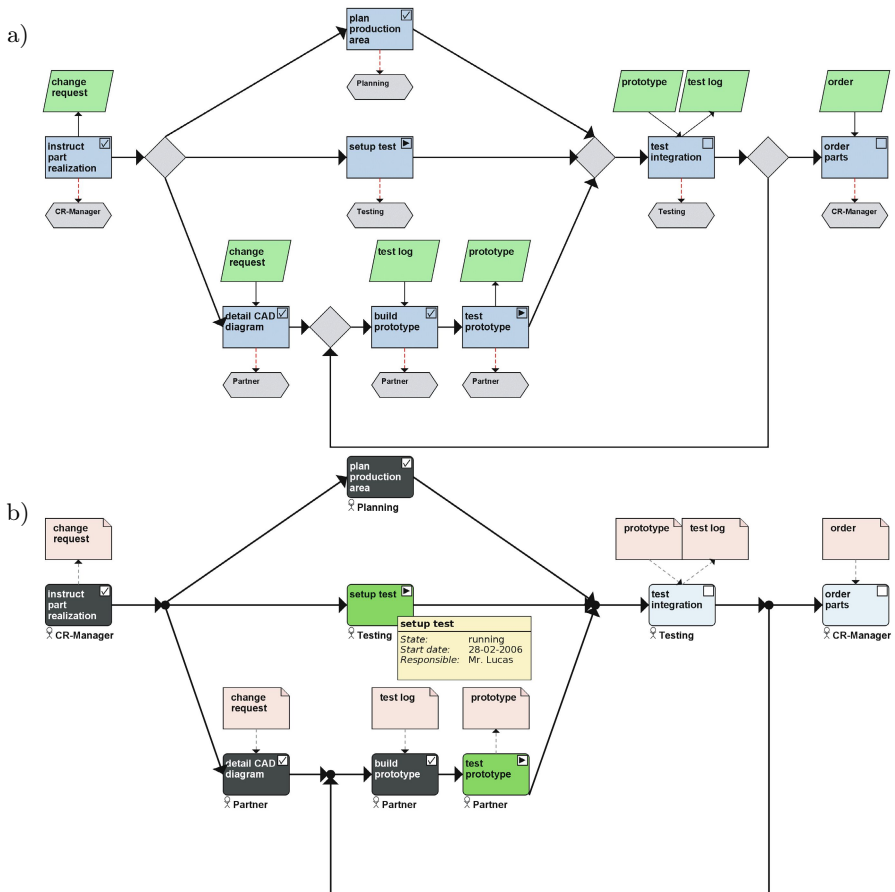 a)
plan
production
area
Planning
change
request
prototype
test log
order
instruct
part
realization
setup test
test
integration
order
parts
CR-Manager
Testing
Testing
CR-Manager
change
request
test log
prototype
detail CAD
diagram
build
prototype
test
prototype
Partner
Partner
Partner
b)
plan
production
area
Planning
change
request
prototype
test log
order
instruct
part
realization
setup test
test
integration
order
parts
CR-Manager
Testing
Testing
CR-Manager
setup test
State: running
Start date: 28-02-2006
Responsible: Mr. Lucas
change
request
test log
prototype
detail CAD
diagram
build
prototype
test
prototype
Partner
Partner
Partner